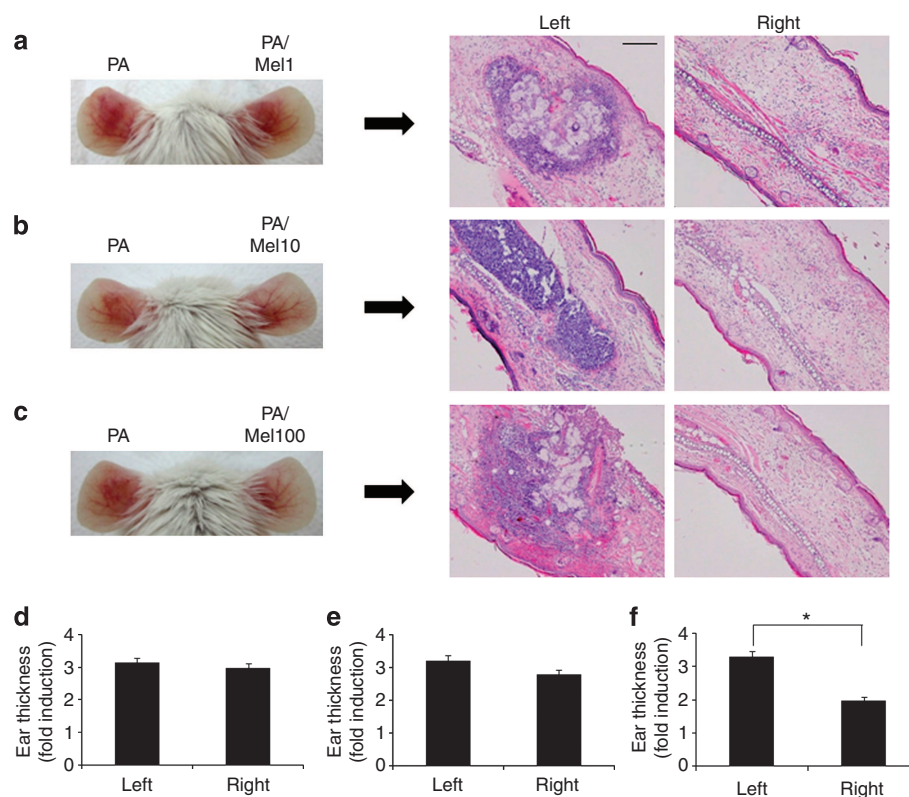 Left
Right
a
PA
PA/
Mel1
b
PA
PA/
Mel10
c
PA
PA/
Mel100
d
Ear thickness
(fold induction)
4
3
2
1
0
Left
Right
e
Ear thickness
(fold induction)
4
3
2
1
0
Left
Right
f
Ear thickness
(fold induction)
4
3
2
1
0
*
Left
Right